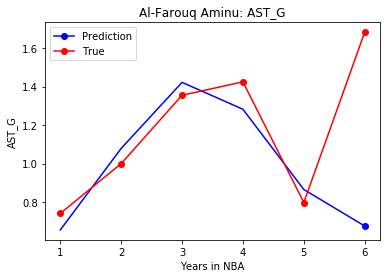 Al-Farouq Aminu: AST_G
Prediction
True
AST_G
1.6
1.4
1.2
1.0
0.8
1 2 3 4 5 6
Years in NBA